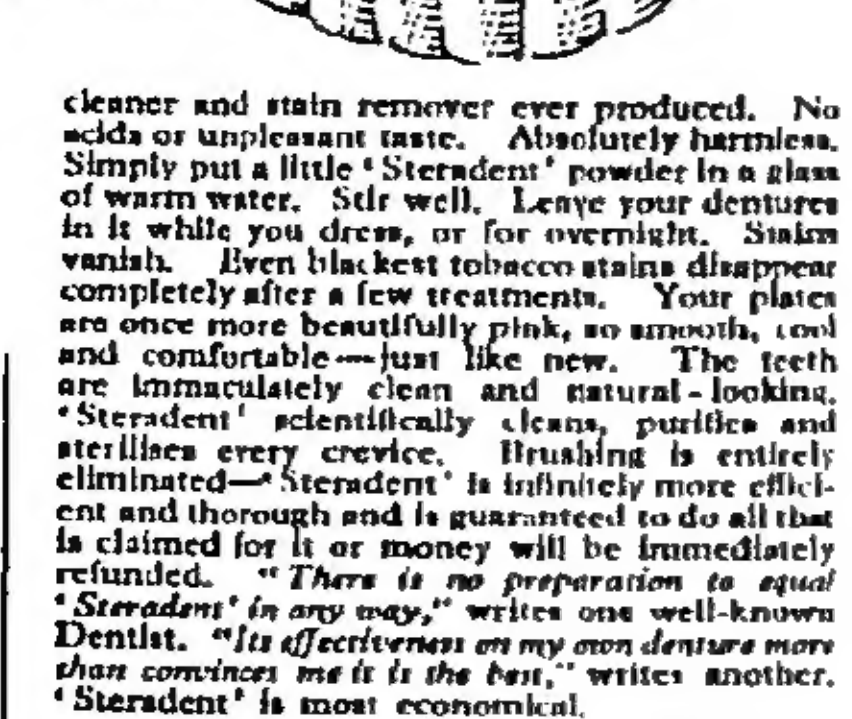 cleaner and stain remover ever produced. No
acids or unpleasant taste. Absolutely harmless.
Simply put a little 'Steradent' powder in a glass
of warm water. Stir well. Leave your dentures
in it while you dress, or for overnight. Stains
vanish. Even blackest tobacco stains disappear
completely after a few treatments. Your plates
are once more beautifully pink, so smooth, cool
and comfortable—just like new. The teeth
are immaculately clean and natural-looking.
'Steradent' scientifically cleans, purifies and
sterilises every crevice. Brushing is entirely
eliminated—'Steradent' is infinitely more effici-
ent and thorough and is guaranteed to do all that
is claimed for it or money will be immediately
refunded. "There is no preparation to equal
'Steradent' in any way," writes one well-known
Dentist. "Its effectiveness on my own denture more
than convinces me it is the best," writes another.
'Steradent' is most economical.